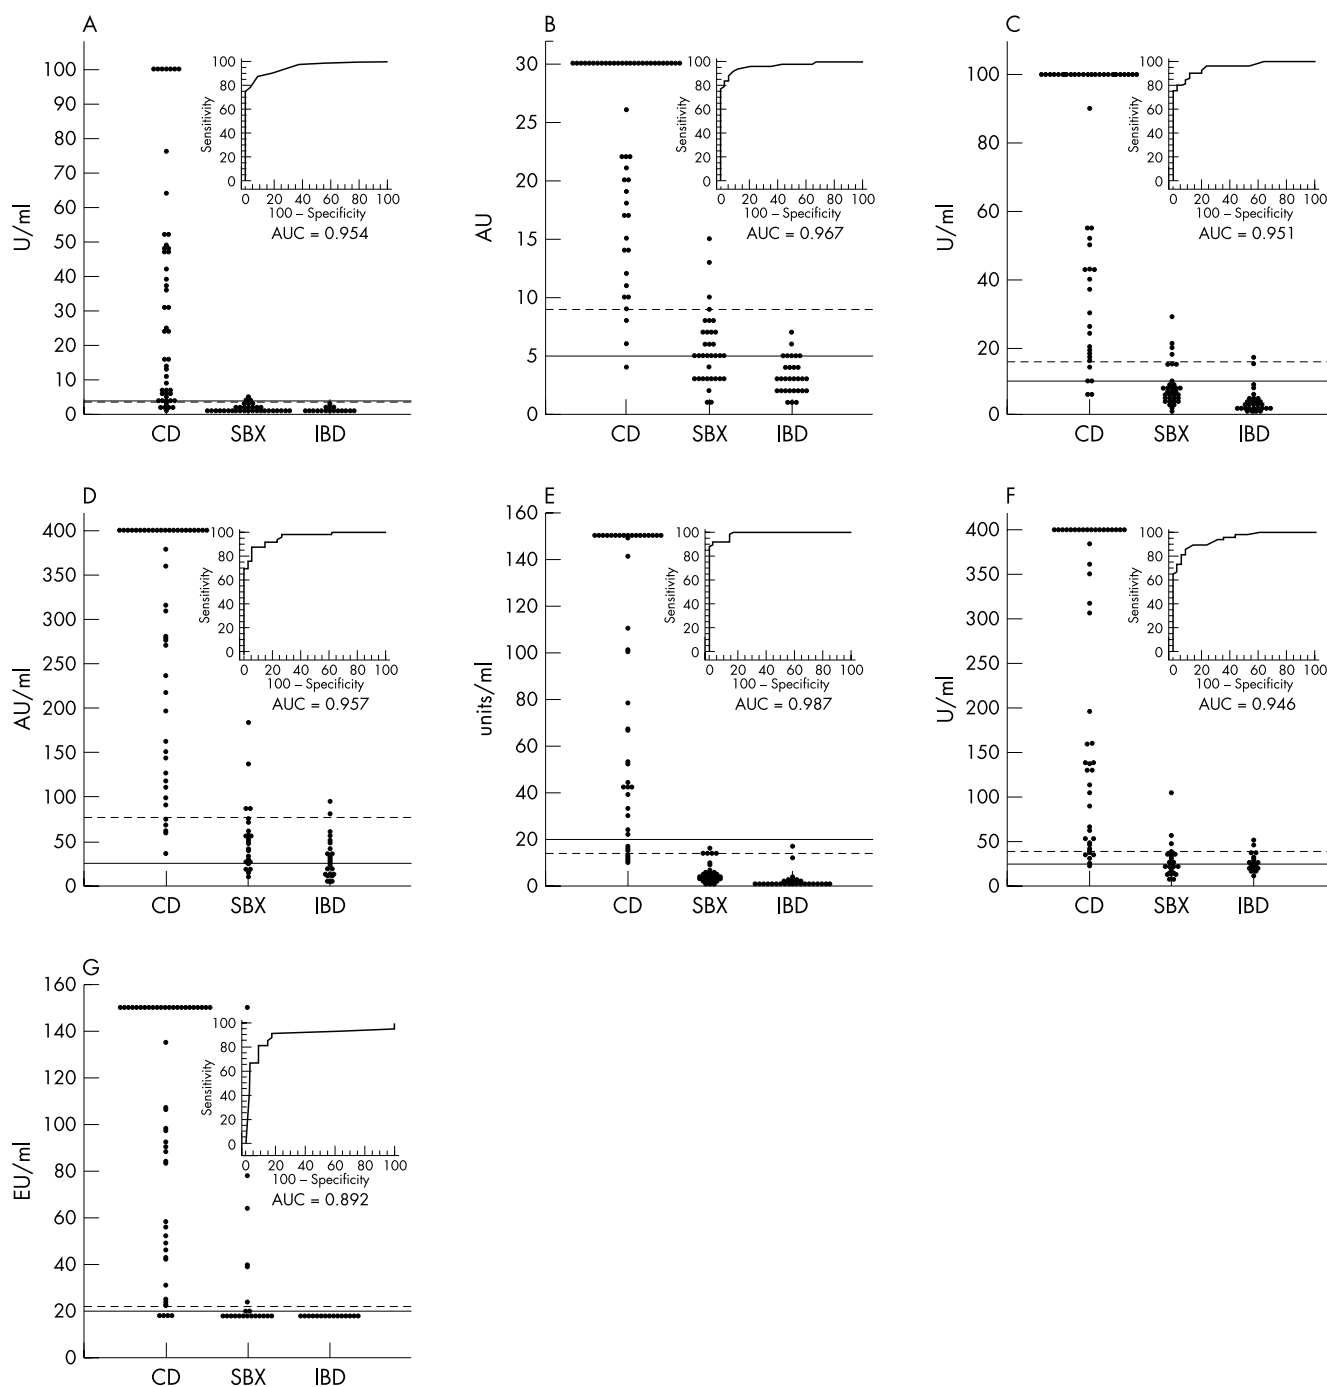 A
U/ml
100
90
80
70
60
50
40
30
20
10
0
CD SBX IBD
Sensitivity
100
80
60
40
20
0
0 20 40 60 80 100
100 – Specificity
AUC = 0.954
B
AU
30
25
20
15
10
5
0
CD SBX IBD
Sensitivity
100
80
60
40
20
0
0 20 40 60 80 100
100 – Specificity
AUC = 0.967
C
U/ml
100
80
60
40
20
10
0
CD SBX IBD
Sensitivity
100
80
60
40
20
0
0 20 40 60 80 100
100 – Specificity
AUC = 0.951
D
AU/ml
400
350
300
250
200
150
100
50
0
CD SBX IBD
Sensitivity
100
80
60
40
20
0
0 20 40 60 80 100
100 – Specificity
AUC = 0.957
E
units/ml
160
150
140
120
100
80
60
40
20
0
CD SBX IBD
Sensitivity
100
80
60
40
20
0
0 20 40 60 80 100
100 – Specificity
AUC = 0.987
F
U/ml
400
350
300
250
200
150
100
50
0
CD SBX IBD
Sensitivity
100
80
60
40
20
0
0 20 40 60 80 100
100 – Specificity
AUC = 0.946
G
EU/ml
160
140
120
100
80
60
40
20
0
CD SBX IBD
Sensitivity
100
80
60
40
20
0
0 20 40 60 80 100
100 – Specificity
AUC = 0.892